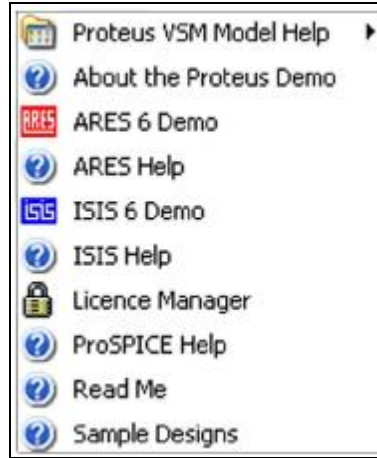 Proteus VSM Model Help
About the Proteus Demo
ARES ARES 6 Demo
ARES Help
isis ISIS 6 Demo
ISIS Help
Licence Manager
ProSPICE Help
Read Me
Sample Designs